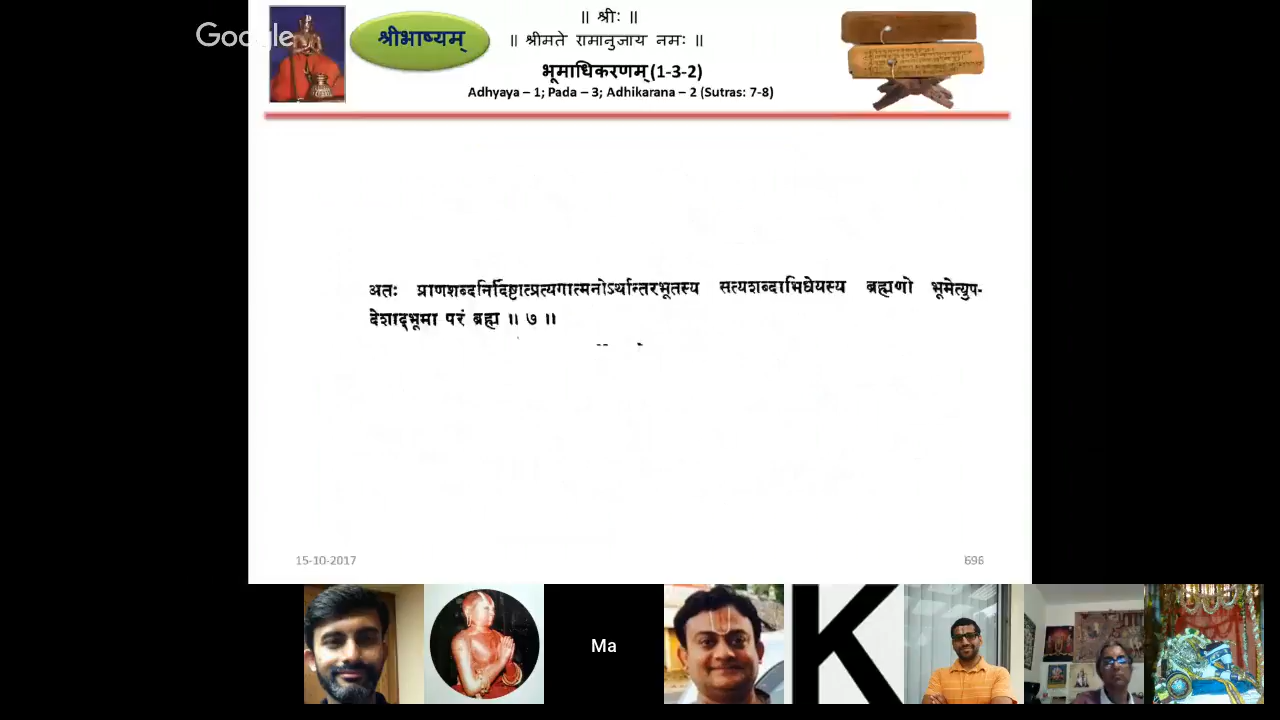 Google
॥ श्रीः ॥
श्रीभाष्यम्
॥ श्रीमते रामानुजाय नमः ॥
भूमाधिकरणम् (1-3-2)
Adhyaya – 1; Pada – 3; Adhikarana – 2 (Sutras: 7-8)
अतः प्राणशब्दनिर्दिष्टात्प्रत्यगात्मनोऽर्थान्तरभूतस्य सत्यशब्दाभिधेयस्य ब्रह्मणो भूमेत्युप-
देशाद्भूमा परं ब्रह्म ॥ ७ ॥
15-10-2017
696
Ma
K